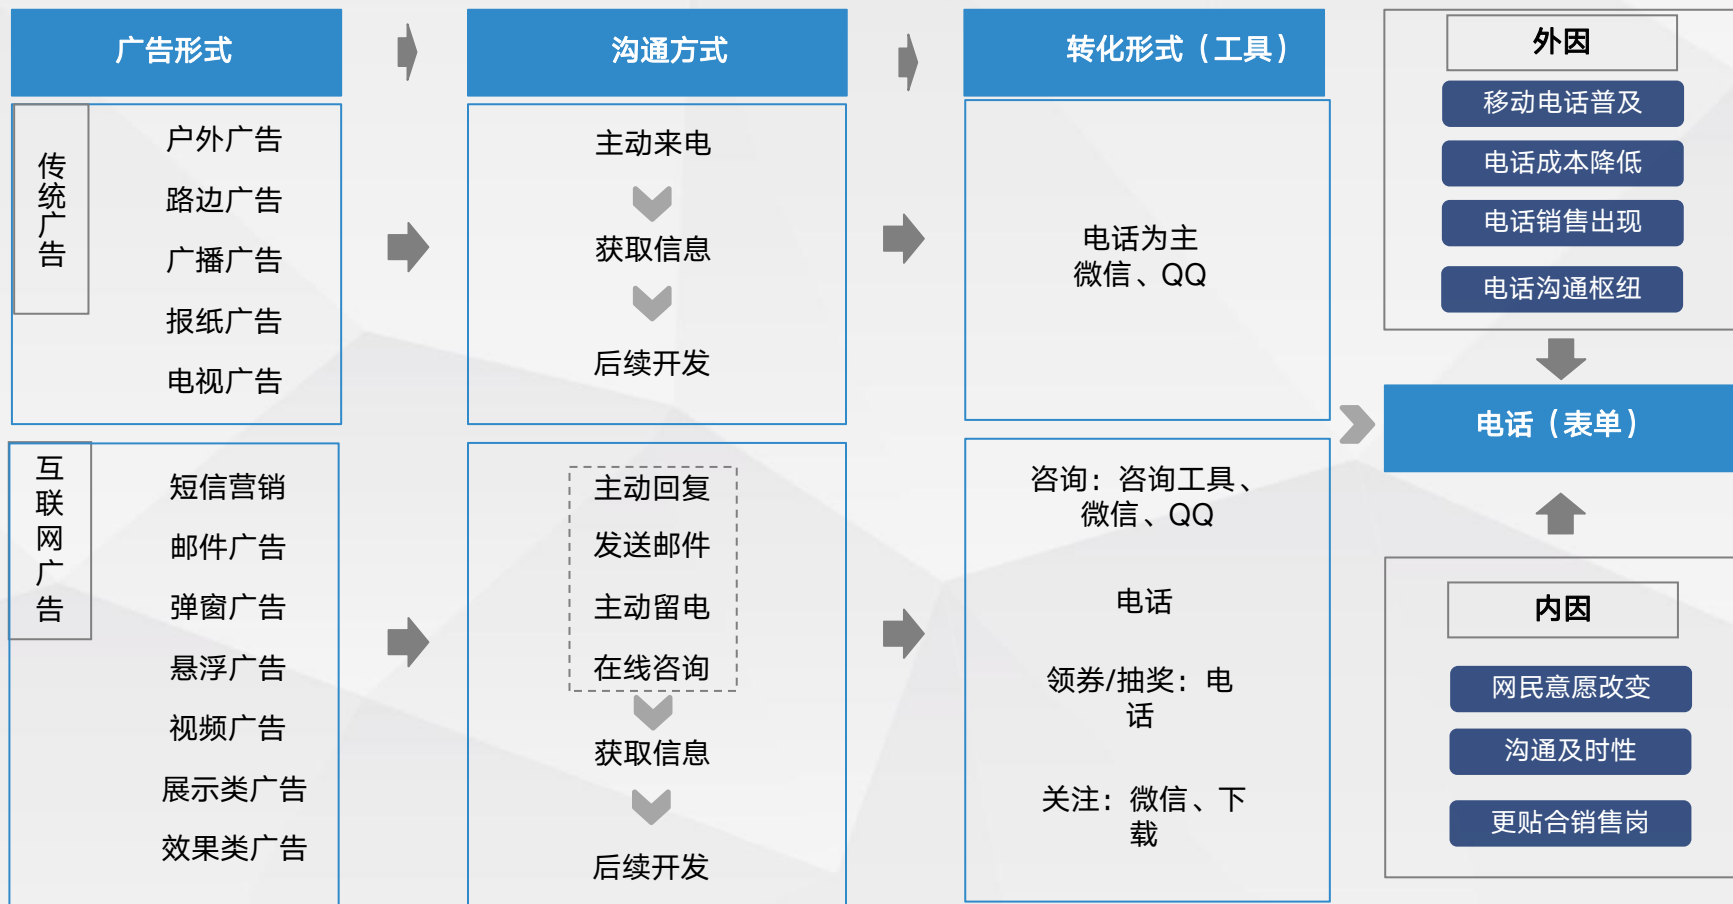 广告形式
沟通方式
转化形式（工具）
传统广告
户外广告
路边广告
广播广告
报纸广告
电视广告
主动来电
获取信息
后续开发
电话为主
微信、QQ
互联网广告
短信营销
邮件广告
弹窗广告
悬浮广告
视频广告
展示类广告
效果类广告
主动回复
发送邮件
主动留电
在线咨询
获取信息
后续开发
咨询：咨询工具、
微信、QQ
电话
领券/抽奖：电
话
关注：微信、下
载
外因
移动电话普及
电话成本降低
电话销售出现
电话沟通枢纽
电话（表单）
内因
网民意愿改变
沟通及时性
更贴合销售岗